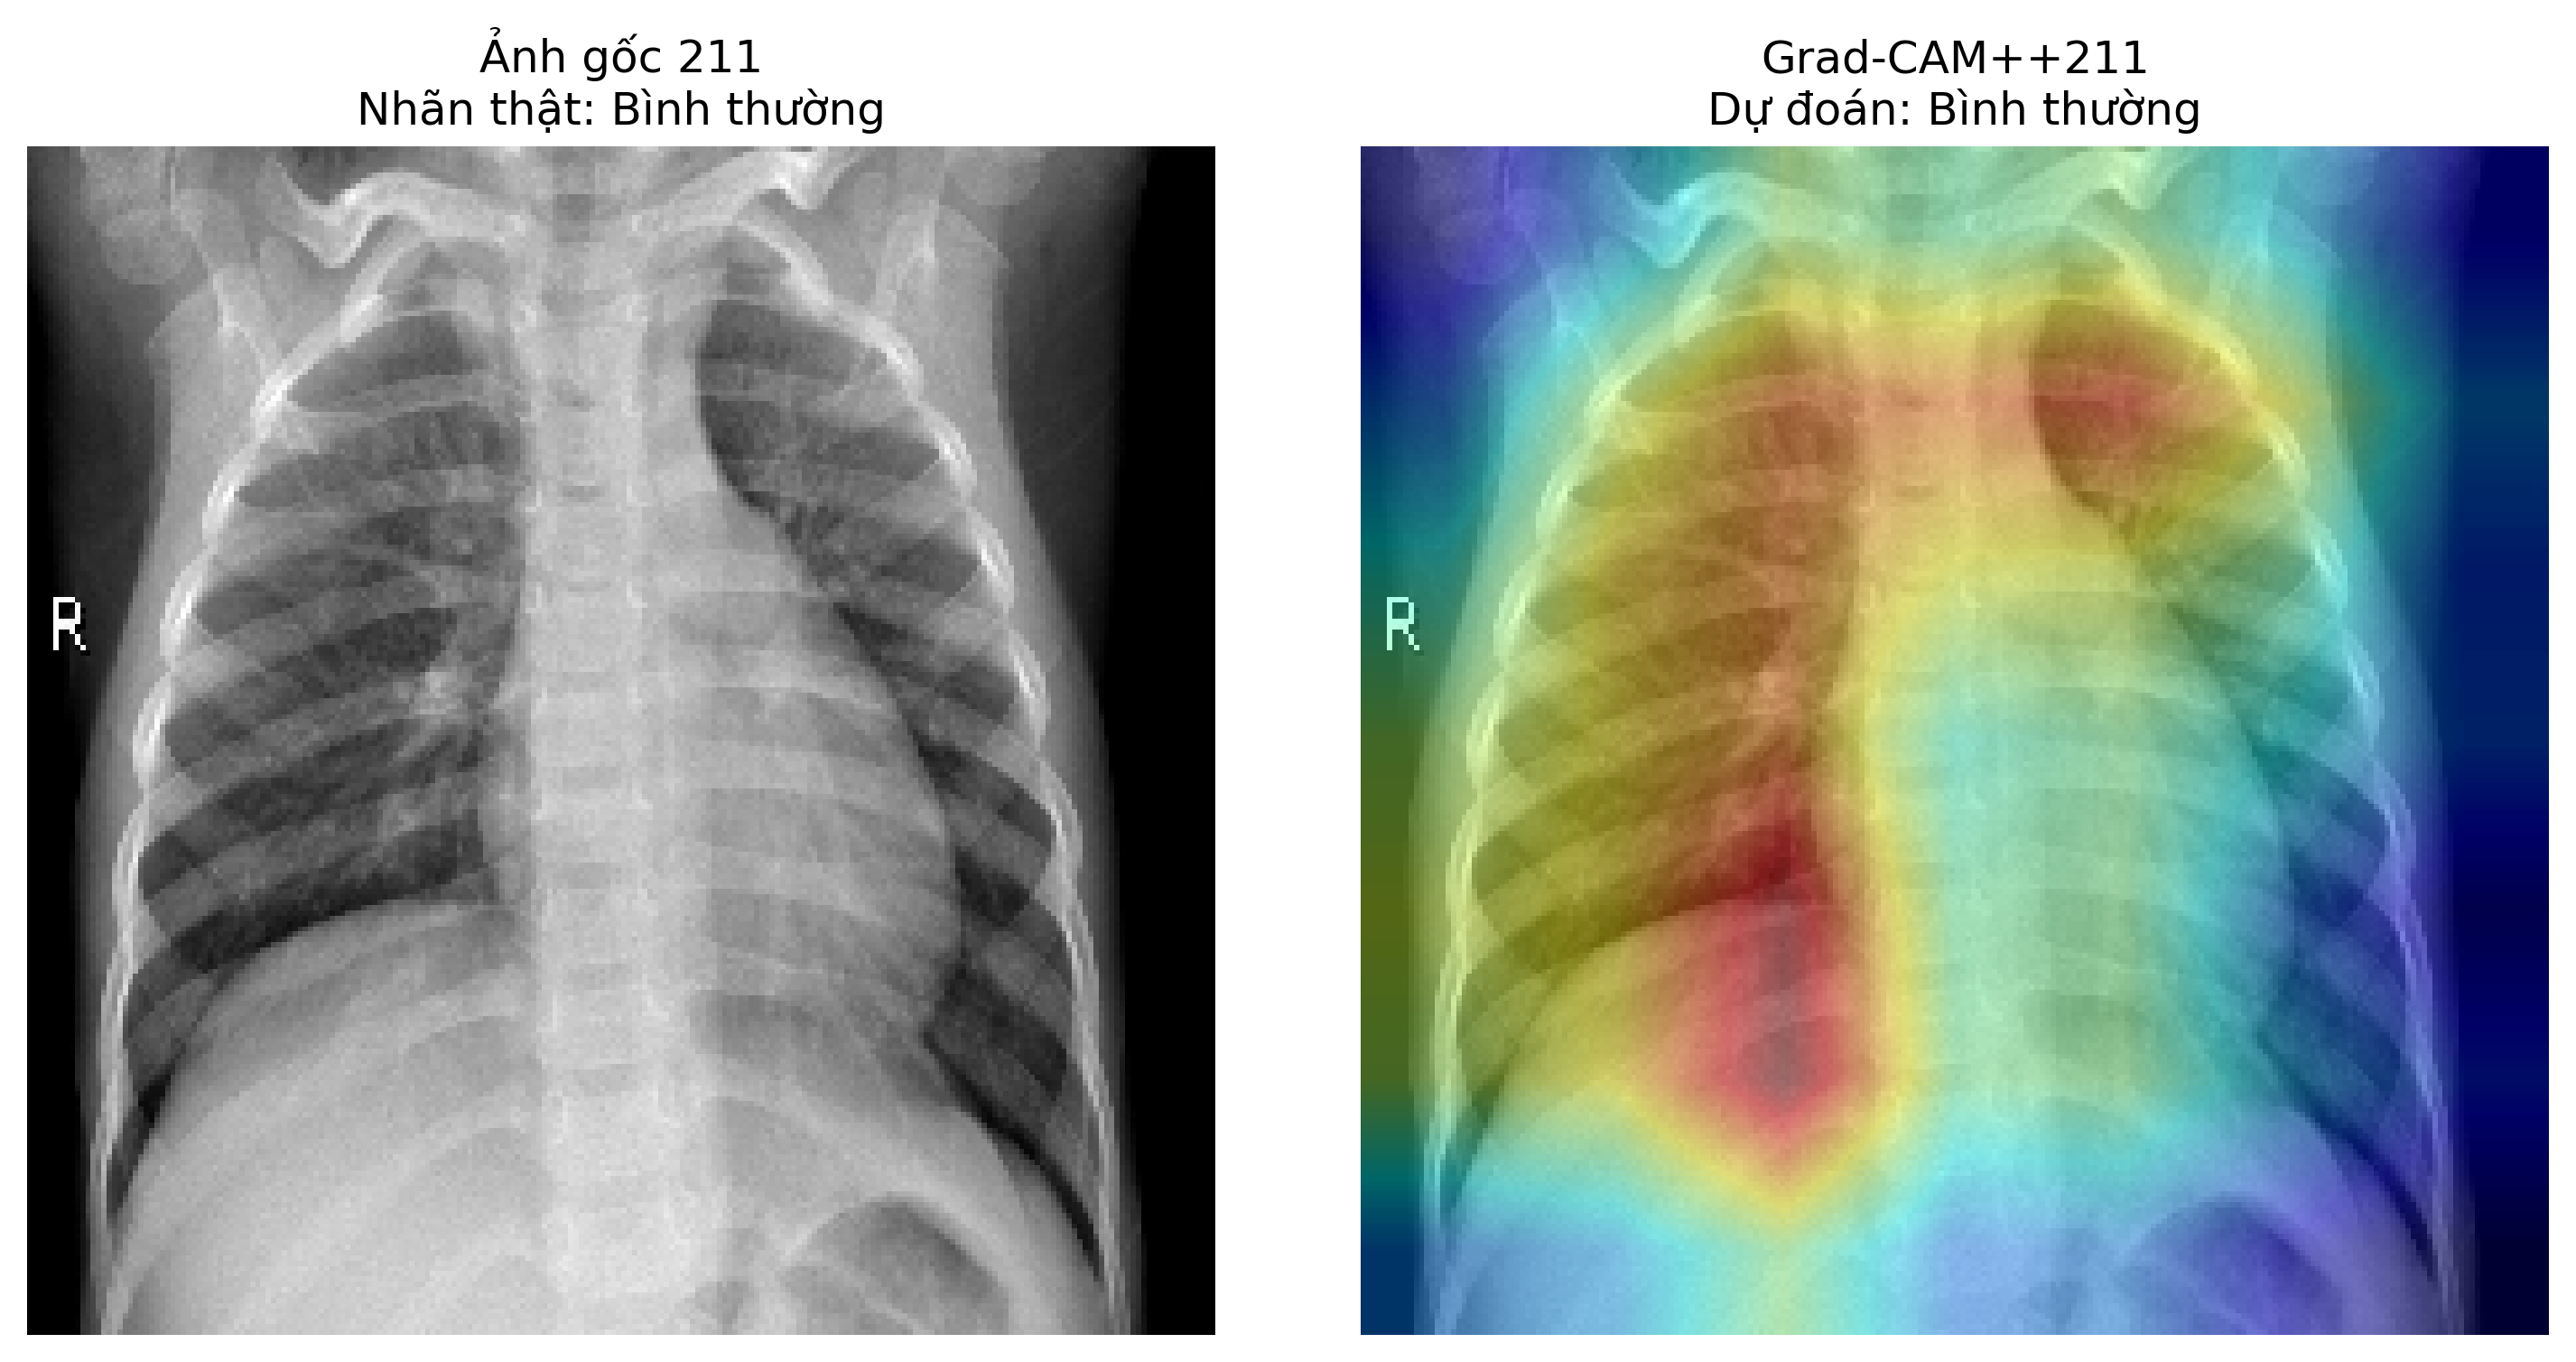 Ảnh gốc 211
Nhãn thật: Bình thường
Grad-CAM++211
Dự đoán: Bình thường
R
R